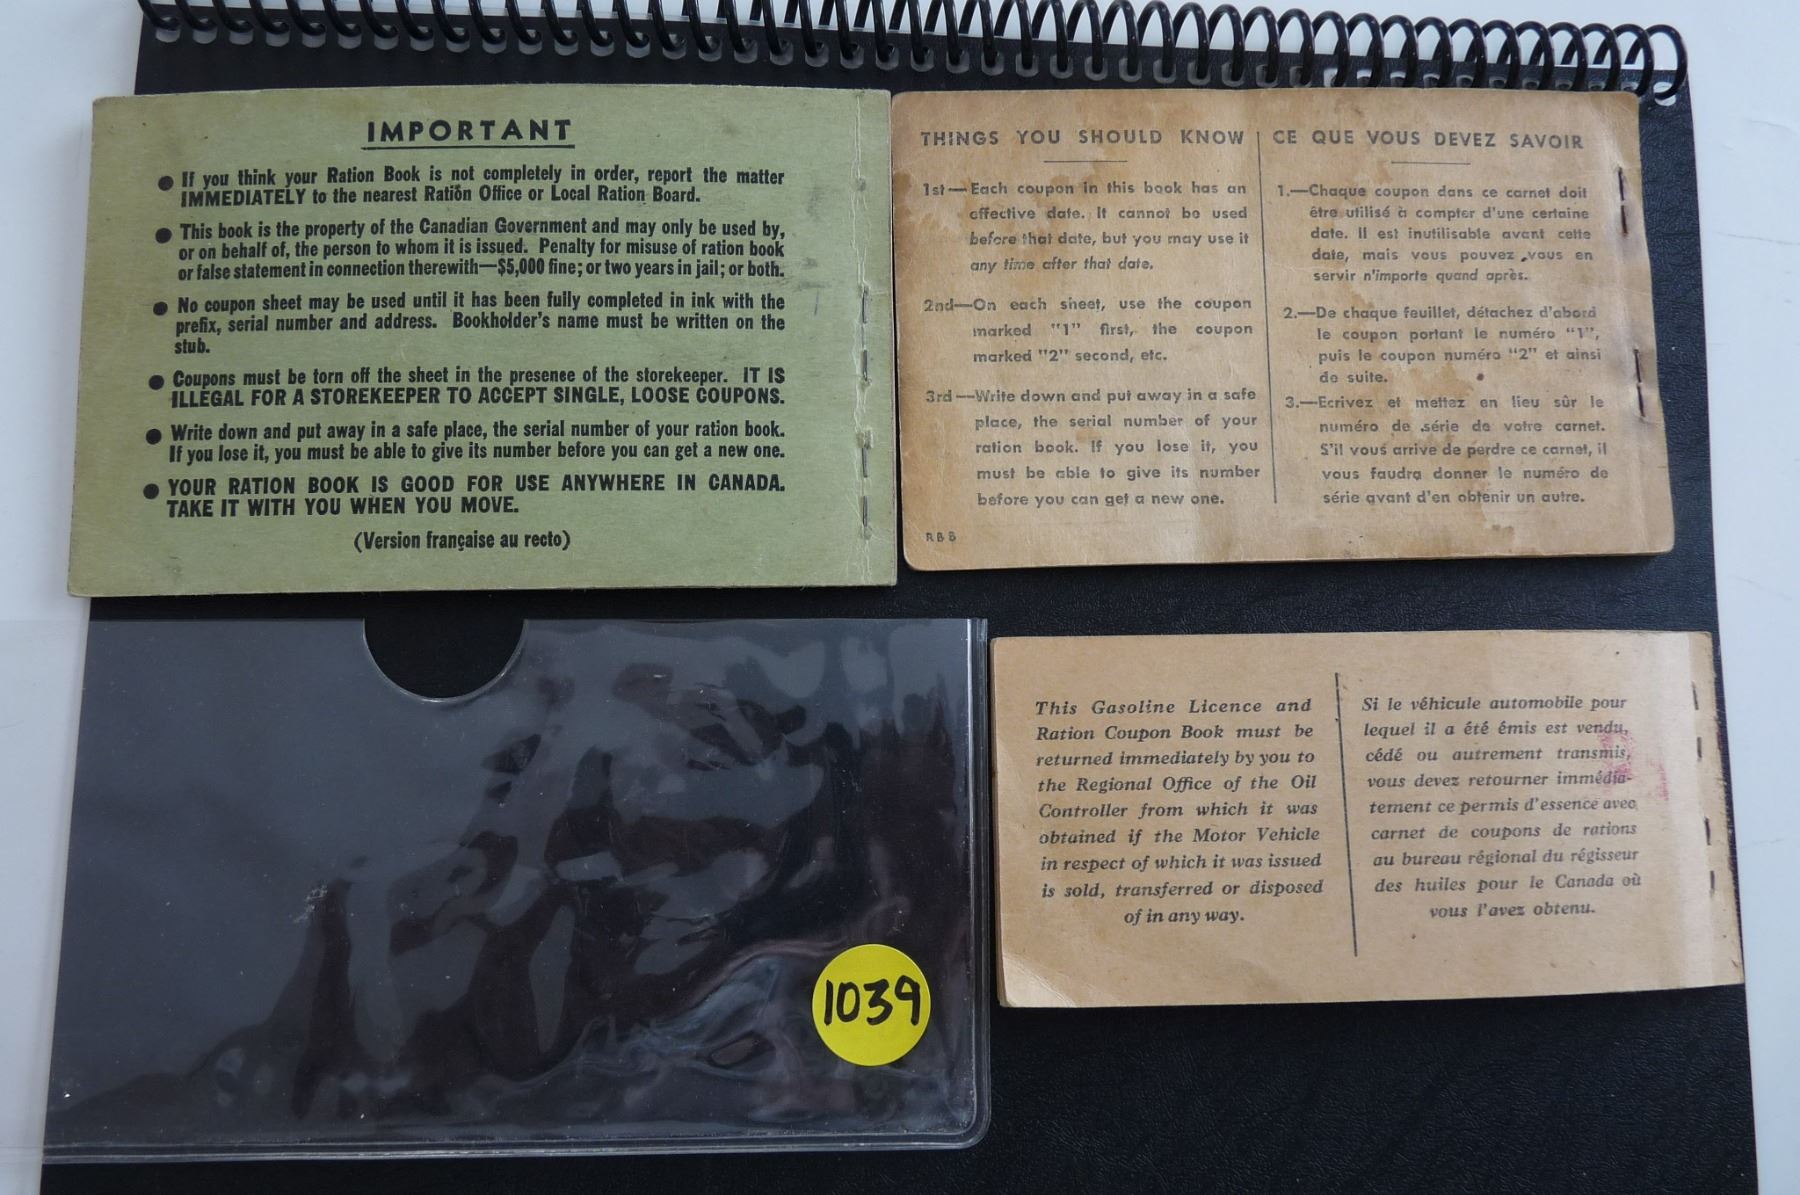 IMPORTANT
● If you think your Ration Book is not completely in order, report the matter
IMMEDIATELY to the nearest Ration Office or Local Ration Board.
● This book is the property of the Canadian Government and may only be used by,
or on behalf of, the person to whom it is issued. Penalty for misuse of ration book
or false statement in connection therewith—$5,000 fine; or two years in jail; or both.
● No coupon sheet may be used until it has been fully completed in ink with the
prefix, serial number and address. Bookholder's name must be written on the
stub.
● Coupons must be torn off the sheet in the presence of the storekeeper. IT IS
ILLEGAL FOR A STOREKEEPER TO ACCEPT SINGLE, LOOSE COUPONS.
● Write down and put away in a safe place, the serial number of your ration book.
If you lose it, you must be able to give its number before you can get a new one.
● YOUR RATION BOOK IS GOOD FOR USE ANYWHERE IN CANADA.
TAKE IT WITH YOU WHEN YOU MOVE.
(Version française au recto)
THINGS YOU SHOULD KNOW
1st—Each coupon in this book has an
effective date. It cannot be used
before that date, but you may use it
any time after that date.
2nd—On each sheet, use the coupon
marked "1" first, the coupon
marked "2" second, etc.
3rd—Write down and put away in a safe
place, the serial number of your
ration book. If you lose it, you
must be able to give its number
before you can get a new one.
RBB
CE QUE VOUS DEVEZ SAVOIR
1.—Chaque coupon dans ce carnet doit
être utilisé à compter d'une certaine
date. Il est inutilisable avant cette
date, mais vous pouvez vous en
servir n'importe quand après.
2.—De chaque feuillet, détachez d'abord
le coupon portant le numéro "1",
puis le coupon numéro "2" et ainsi
de suite.
3.—Ecrivez et mettez en lieu sûr le
numéro de série de votre carnet.
S'il vous arrive de perdre ce carnet, il
vous faudra donner le numéro de
série avant d'en obtenir un autre.
This Gasoline Licence and
Ration Coupon Book must be
returned immediately by you to
the Regional Office of the Oil
Controller from which it was
obtained if the Motor Vehicle
in respect of which it was issued
is sold, transferred or disposed
of in any way.
Si le véhicule automobile pour
lequel il a été émis est vendu,
cédé ou autrement transmis,
vous devez retourner immédia-
tement ce permis d'essence avec
carnet de coupons de rations
au bureau régional du régisseur
des huiles pour le Canada où
vous l'avez obtenu.
1039